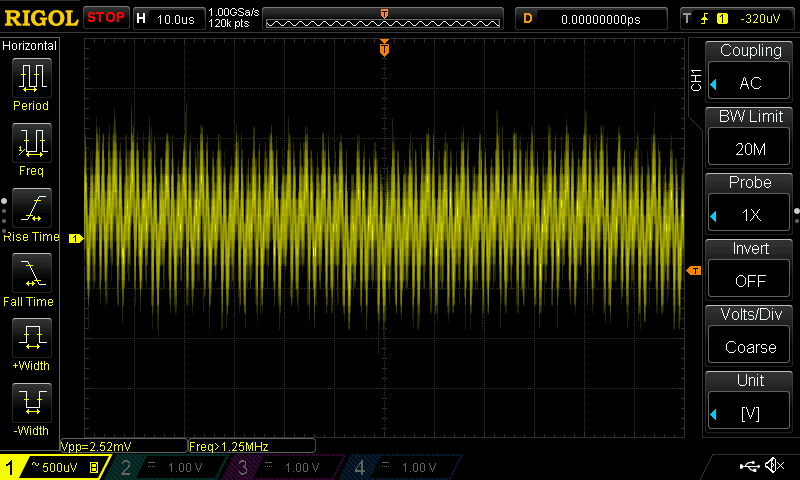 RIGOL STOP H 10.0us 1.00GSa/s 120k pts T D 0.00000000ps T 1 -320uV
Horizontal
Period
Freq
Rise Time
Fall Time
+Width
-Width
T
1
T
CH1
Coupling
AC
BW Limit
20M
Probe
1X
Invert
OFF
Volts/Div
Coarse
Unit
[V]
Vpp=2.52mV Freq>1.25MHz
1 ~ 500uV B 2 1.00 V 3 1.00 V 4 1.00 V